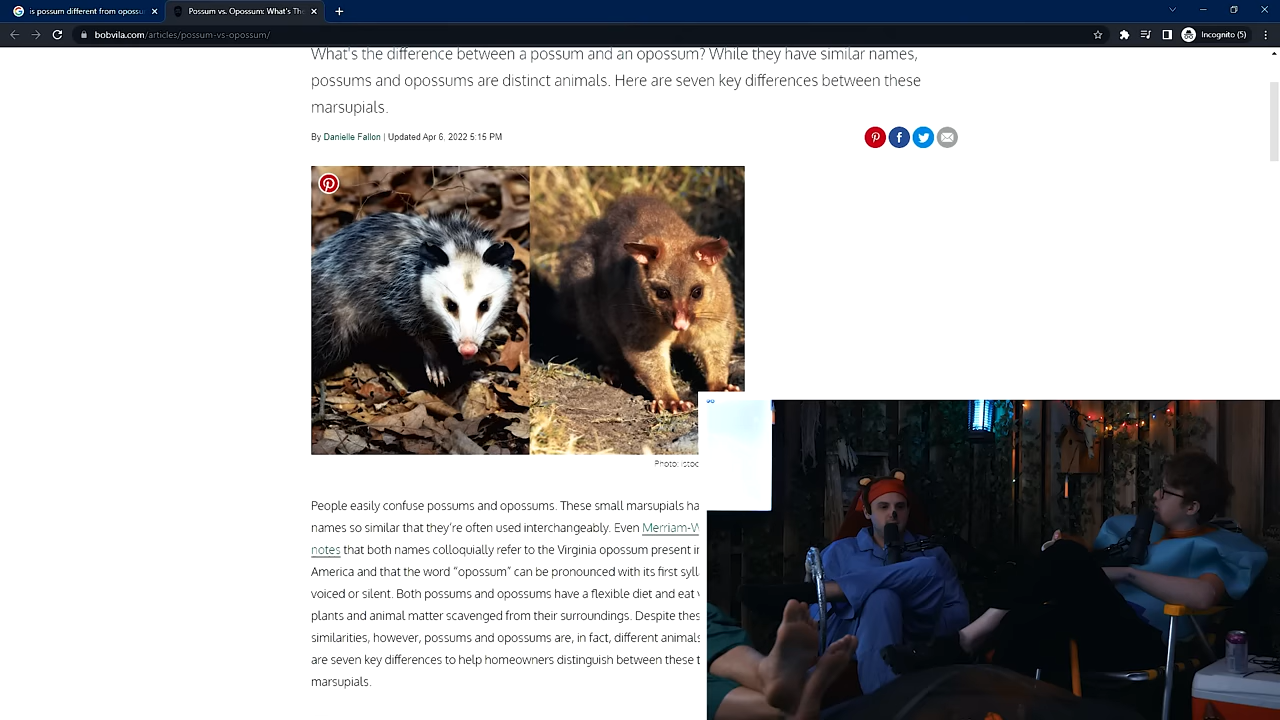 is possum different from opossu
Possum vs. Opossum: What's The
bobvila.com/articles/possum-vs-opossum/
Incognito (5)
What's the difference between a possum and an opossum? While they have similar names,
possums and opossums are distinct animals. Here are seven key differences between these
marsupials.
By Danielle Fallon | Updated Apr 6, 2022 5:15 PM
Photo: istoc
People easily confuse possums and opossums. These small marsupials ha
names so similar that they're often used interchangeably. Even Merriam-W
notes that both names colloquially refer to the Virginia opossum present i
America and that the word "opossum" can be pronounced with its first syll
voiced or silent. Both possums and opossums have a flexible diet and eat
plants and animal matter scavenged from their surroundings. Despite thes
similarities, however, possums and opossums are, in fact, different animals
are seven key differences to help homeowners distinguish between these t
marsupials.